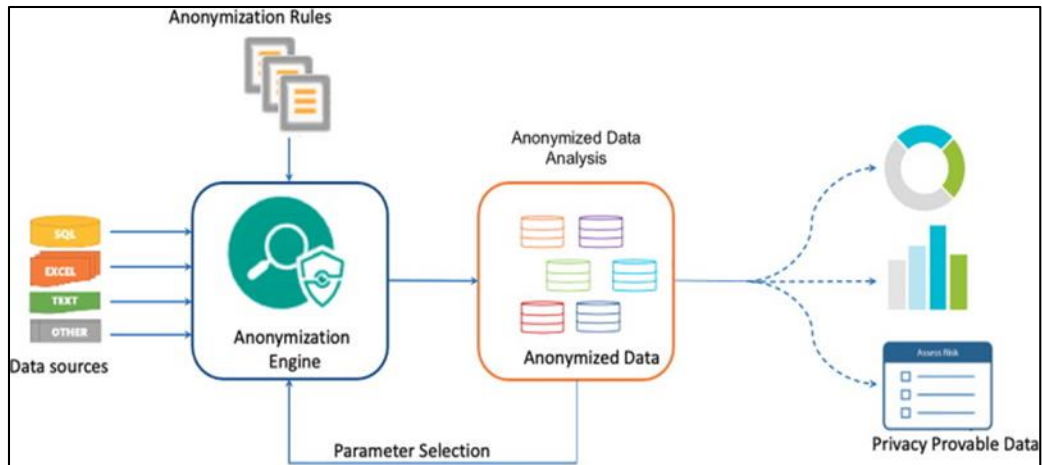 Anonymization Rules
Anonymized Data
Analysis
SQL
EXCEL
TEXT
OTHER
Data sources
Anonymization
Engine
Anonymized Data
Assess Risk
Privacy Provable Data
Parameter Selection